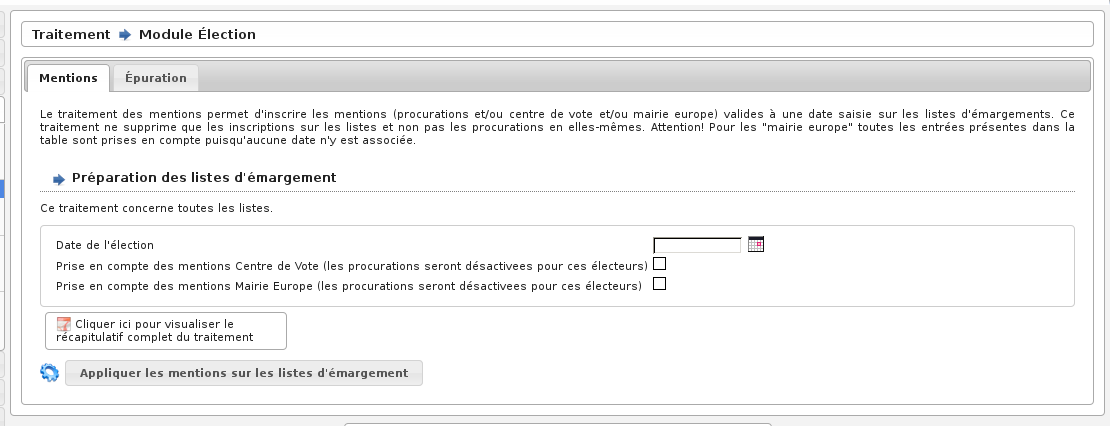 Traitement Module Élection
Mentions
Épuration
Le traitement des mentions permet d'inscrire les mentions (procurations et/ou centre de vote et/ou mairie europe) valides à une date saisie sur les listes d'émargements. Ce
traitement ne supprime que les inscriptions sur les listes et non pas les procurations en elles-mêmes. Attention! Pour les "mairie europe" toutes les entrées présentes dans la
table sont prises en compte puisqu'aucune date n'y est associée.
Préparation des listes d'émargement
Ce traitement concerne toutes les listes.
Date de l'élection
Prise en compte des mentions Centre de Vote (les procurations seront désactivees pour ces électeurs)
Prise en compte des mentions Mairie Europe (les procurations seront désactivees pour ces électeurs)
Cliquer ici pour visualiser le
récapitulatif complet du traitement
Appliquer les mentions sur les listes d'émargement